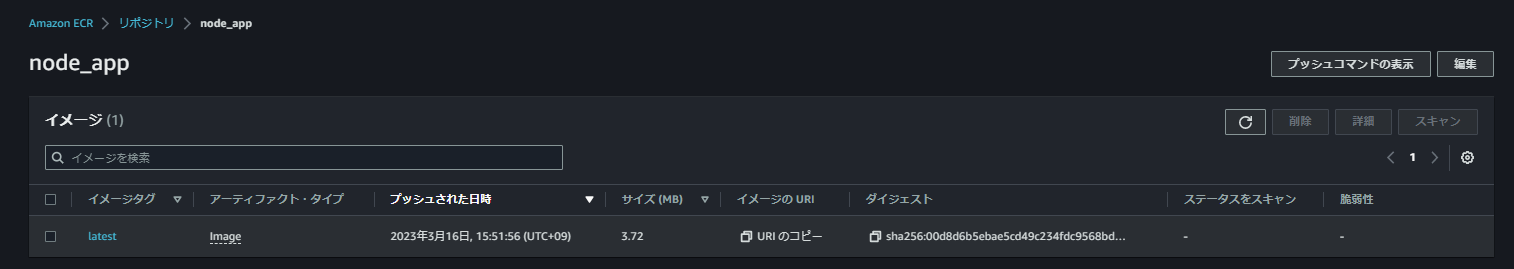 Amazon ECR > リポジトリ > node_app
node_app
プッシュコマンドの表示 編集
イメージ (1)
削除 詳細 スキャン
イメージを検索
1
イメージタグ アーティファクト・タイプ プッシュされた日時 サイズ (MB) イメージの URI ダイジェスト ステータスをスキャン 脆弱性
latest Image 2023年3月16日, 15:51:56 (UTC+09) 3.72 URI のコピー sha256:00d8d6b5ebae5cd49c234fdc9568bd... - -